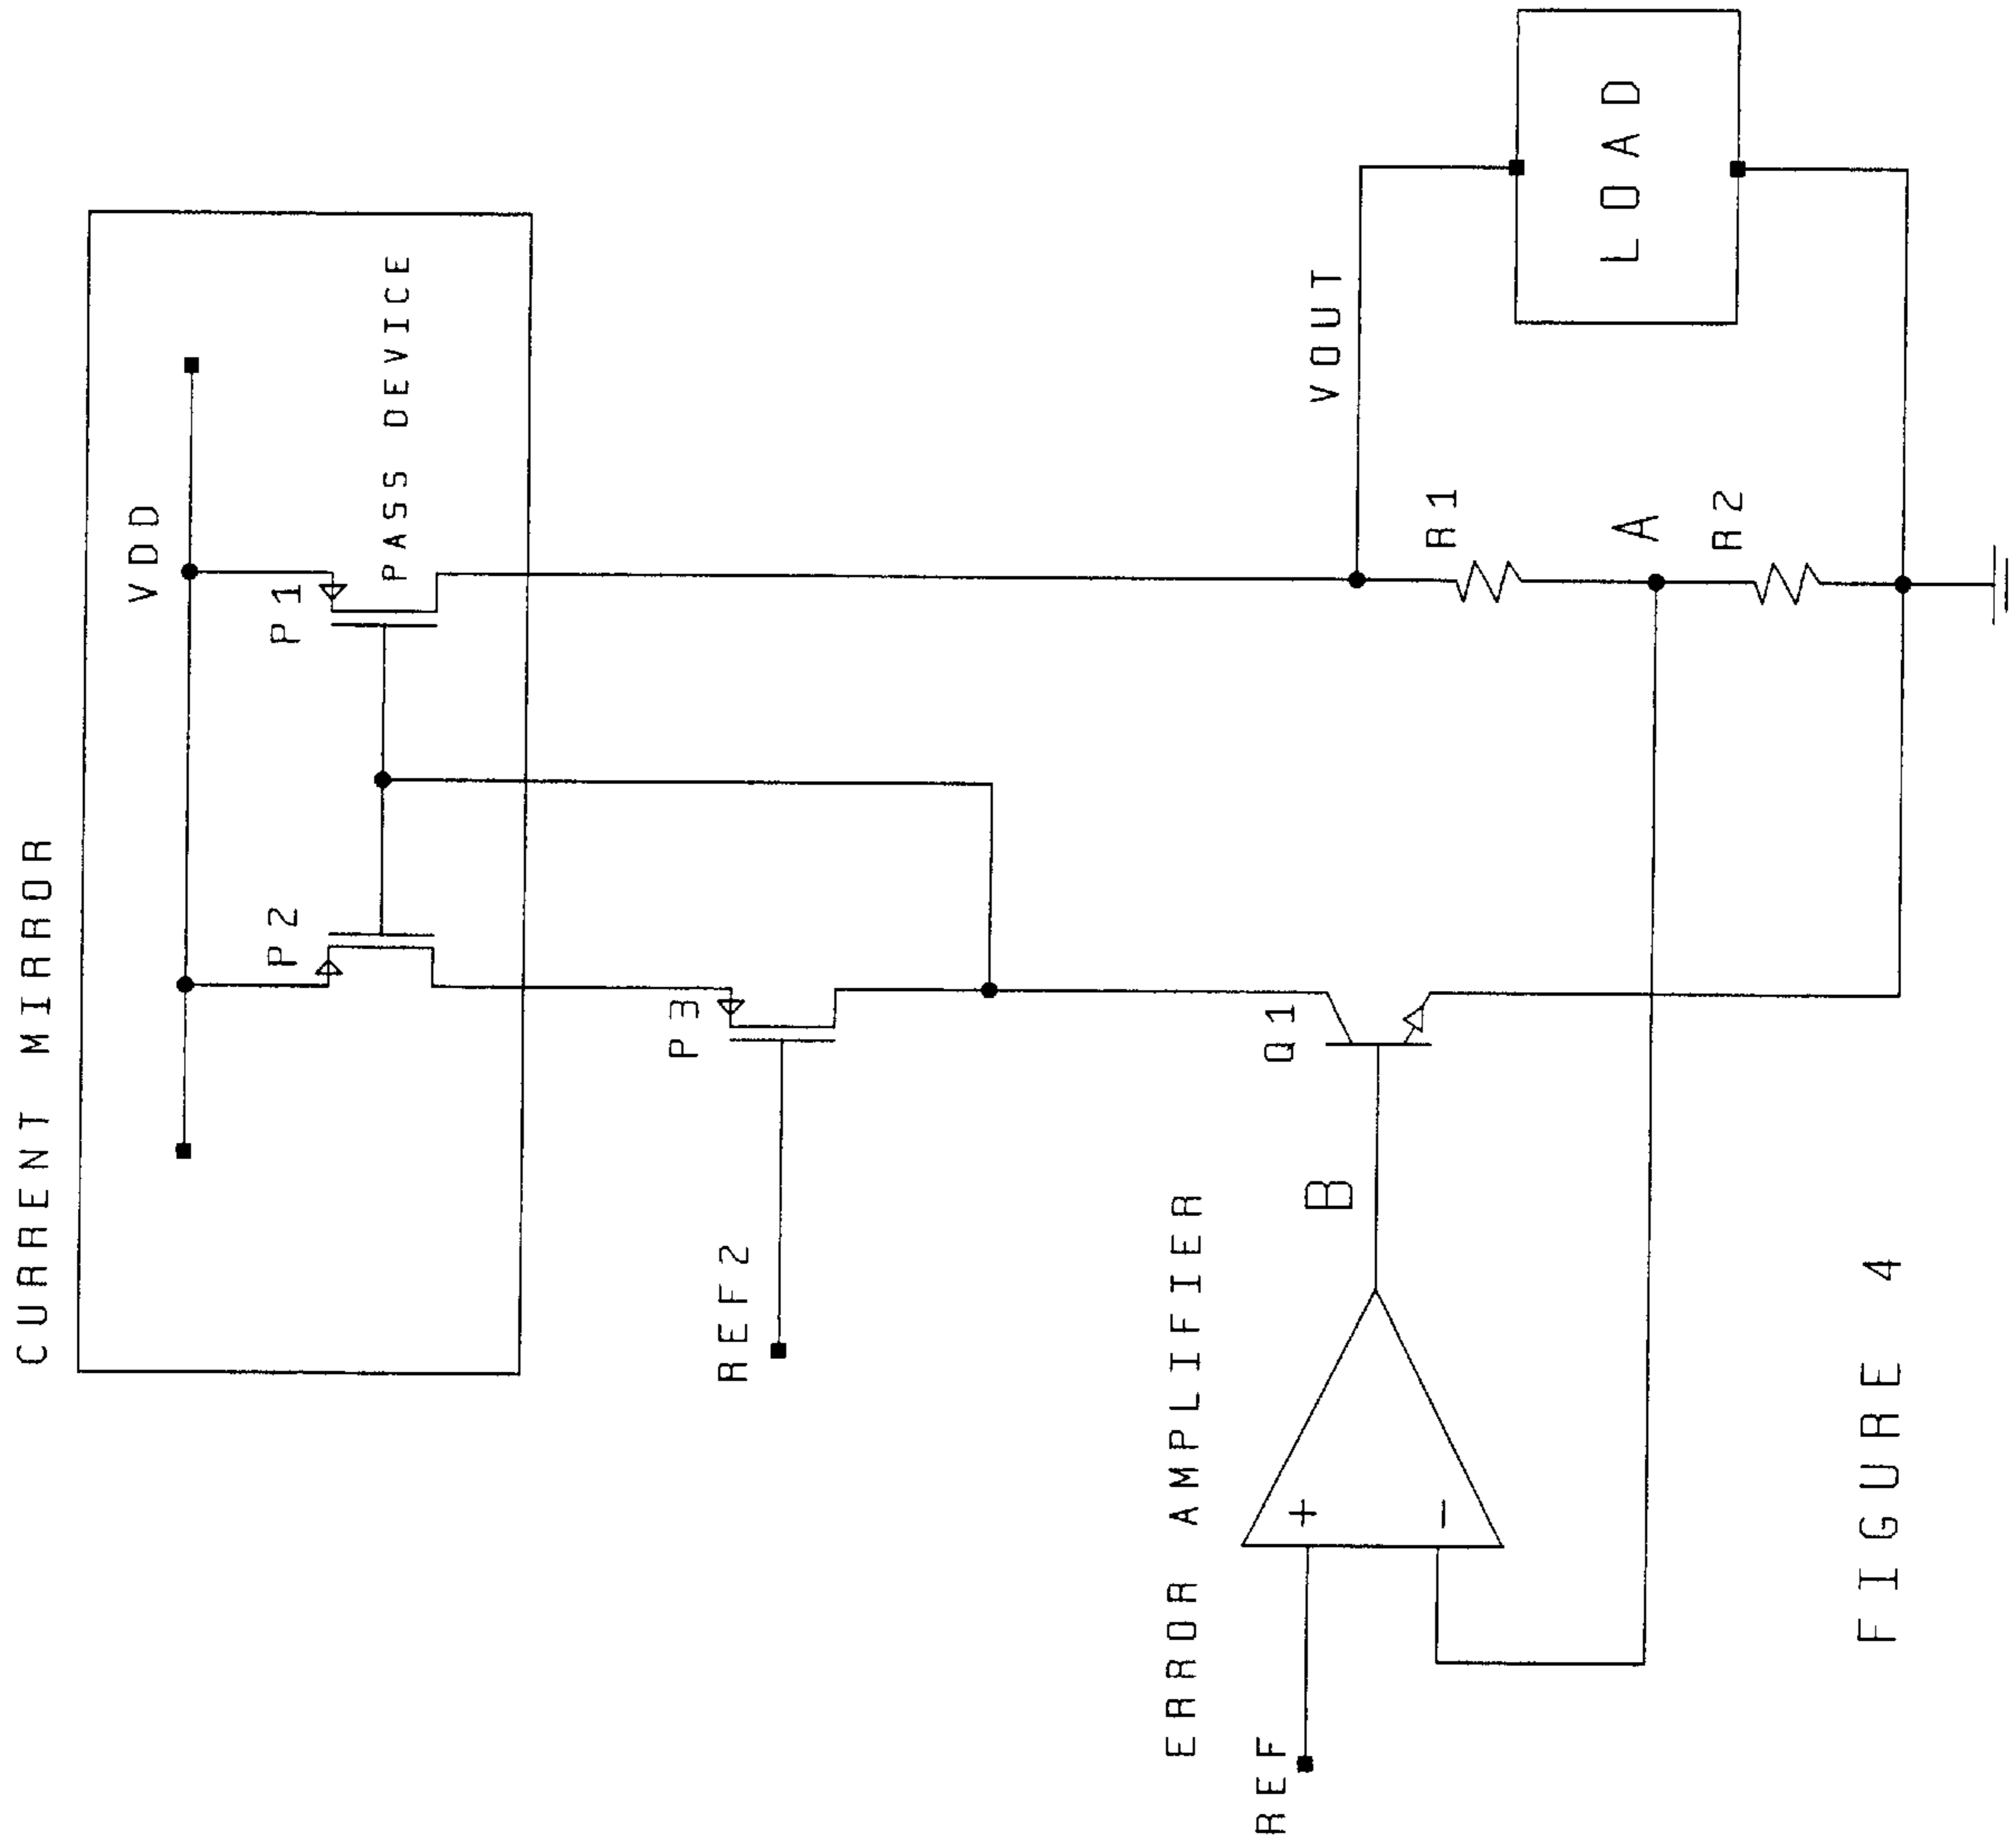 CURRENT MIRROR
VDD
P2
P1
PASS DEVICE
P3
REF2
ERROR AMPLIFIER
REF
+
−
B
Q1
VOUT
R1
A
R2
LOAD
FIGURE 4